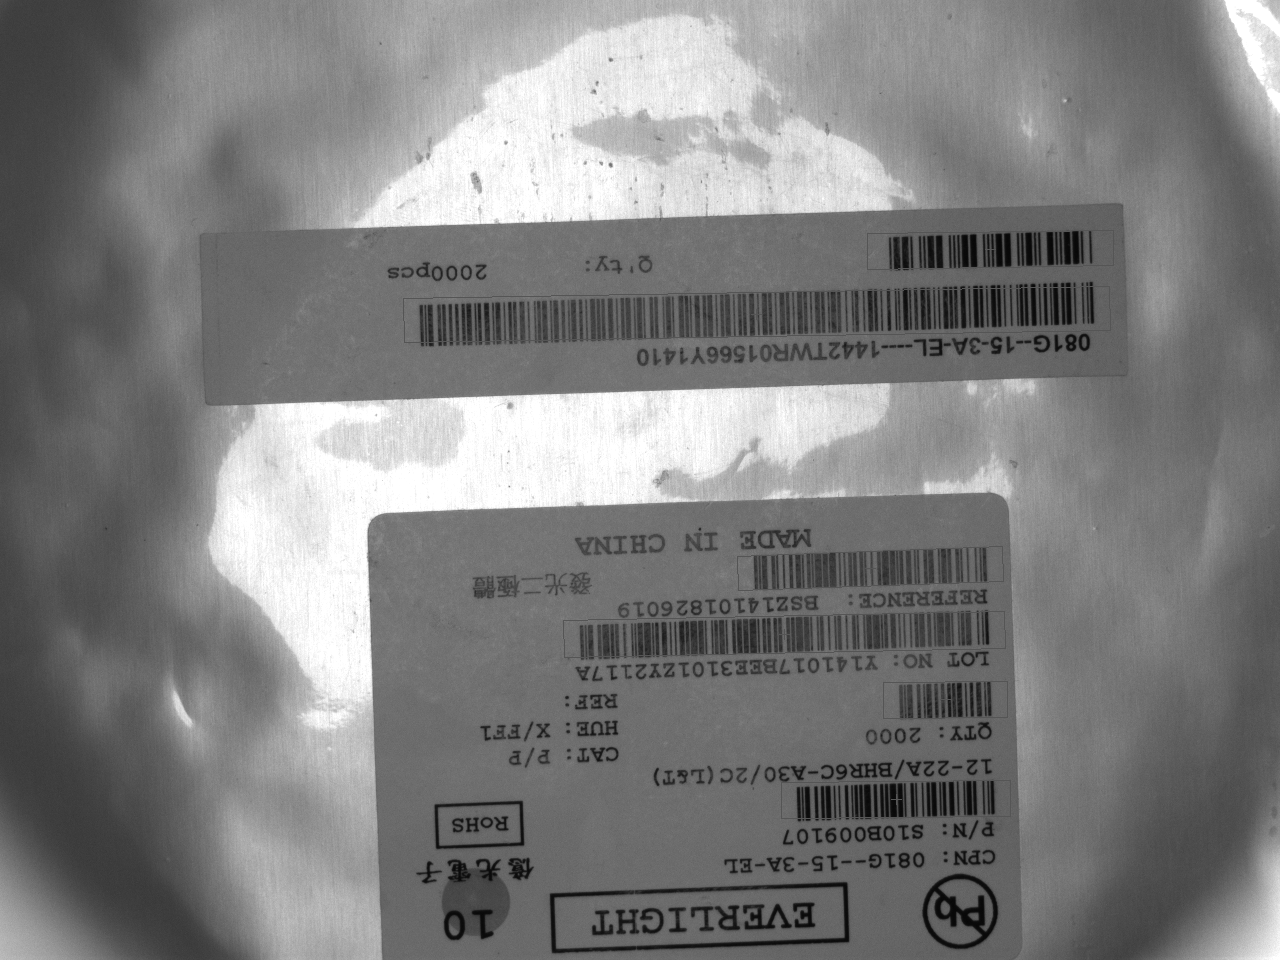 Pb
EVERLIGHT
10
億光電子
CPN: 081G--15-3A-EL
P/N: S10B009107
RoHS
12-22A/BHR6C-A30/2C(L&T)
CAT: P/P
QTY: 2000
HUE: X/FF1
REF:
LOT NO: Y141017BEE3101ZY2117A
REFERENCE: BSZ14101826019
發光二極體
MADE IN CHINA
081G--15-3A-EL----1442TWR01566Y1410
Q'ty: 2000pcs